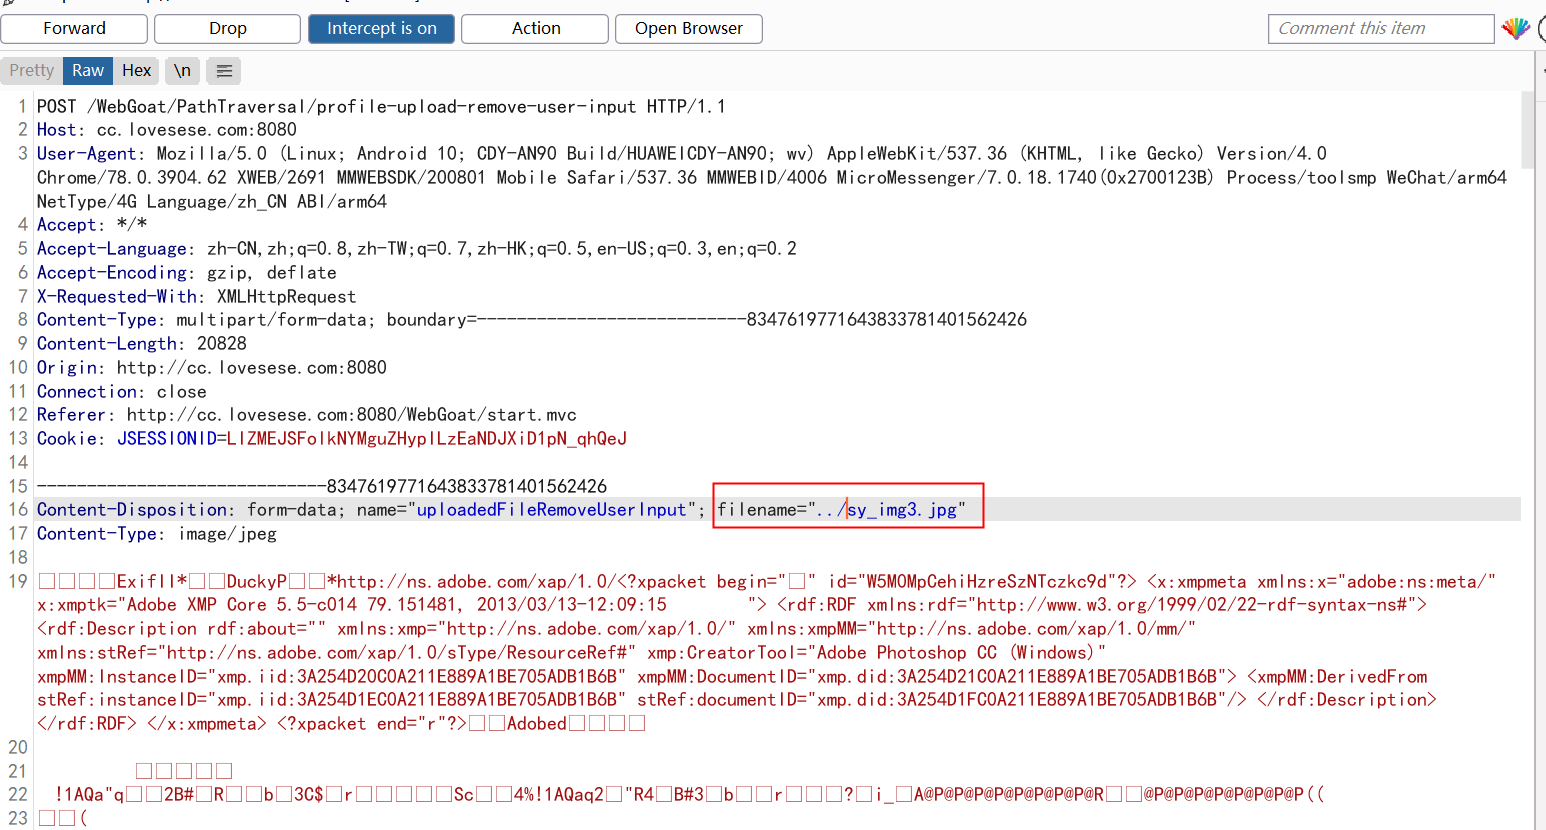 Forward Drop Intercept is on Action Open Browser Comment this item
Pretty Raw Hex \n
1 POST /WebGoat/PathTraversal/profile-upload-remove-user-input HTTP/1.1
2 Host: cc.lovesese.com:8080
3 User-Agent: Mozilla/5.0 (Linux; Android 10; CDY-AN90 Build/HUAWEICDY-AN90; wv) AppleWebKit/537.36 (KHTML, like Gecko) Version/4.0
Chrome/78.0.3904.62 XWEB/2691 MMWEBSDK/200801 Mobile Safari/537.36 MMWEBID/4006 MicroMessenger/7.0.18.1740(0x2700123B) Process/toolsmp WeChat/arm64
NetType/4G Language/zh_CN ABI/arm64
4 Accept: */*
5 Accept-Language: zh-CN,zh;q=0.8,zh-TW;q=0.7,zh-HK;q=0.5,en-US;q=0.3,en;q=0.2
6 Accept-Encoding: gzip, deflate
7 X-Requested-With: XMLHttpRequest
8 Content-Type: multipart/form-data; boundary=---------------------------83476197716438337814​01562426
9 Content-Length: 20828
10 Origin: http://cc.lovesese.com:8080
11 Connection: close
12 Referer: http://cc.lovesese.com:8080/WebGoat/start.mvc
13 Cookie: JSESSIONID=LIZMEJSFolkNYMguZHyplLzEaNDJXiD1pN_qhQeJ
14
15 -----------------------------8347619771643833781401562426
16 Content-Disposition: form-data; name="uploadedFileRemoveUserInput"; filename="../sy_img3.jpg"
17 Content-Type: image/jpeg
18
19 □□□□ExifII*□□DuckyP□□*http://ns.adobe.com/xap/1.0/<?xpacket begin="□" id="W5M0MpCehiHzreSzNTczkc9d"?> <x:xmpmeta xmlns:x="adobe:ns:meta/"
x:xmptk="Adobe XMP Core 5.5-c014 79.151481, 2013/03/13-12:09:15 "> <rdf:RDF xmlns:rdf="http://www.w3.org/1999/02/22-rdf-syntax-ns#">
<rdf:Description rdf:about="" xmlns:xmp="http://ns.adobe.com/xap/1.0/" xmlns:xmpMM="http://ns.adobe.com/xap/1.0/mm/"
xmlns:stRef="http://ns.adobe.com/xap/1.0/sType/ResourceRef#" xmp:CreatorTool="Adobe Photoshop CC (Windows)"
xmpMM:InstanceID="xmp.iid:3A254D20C0A211E889A1BE705ADB1B6B" xmpMM:DocumentID="xmp.did:3A254D21C0A211E889A1BE705ADB1B6B"> <xmpMM:DerivedFrom
stRef:instanceID="xmp.iid:3A254D1EC0A211E889A1BE705ADB1B6B" stRef:documentID="xmp.did:3A254D1FC0A211E889A1BE705ADB1B6B"/> </rdf:Description>
</rdf:RDF> </x:xmpmeta> <?xpacket end="r"?>□□Adobed□□□□
20
21 □□□□□
22 !1AQa"q□□2B#□R□□b□3C$□r□□□□□Sc□□4%!1AQaq2□"R4□B#3□b□□r□□□?□i_□A@P@P@P@P@P@P@P@P@R□□@P@P@P@P@P@P@P@P((
23 □□(